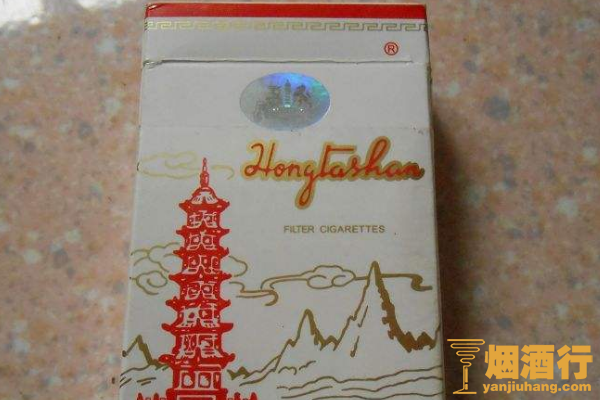 ®
Hongtashan
FILTER CIGARETTES
烟酒行
yanjiuhang.com